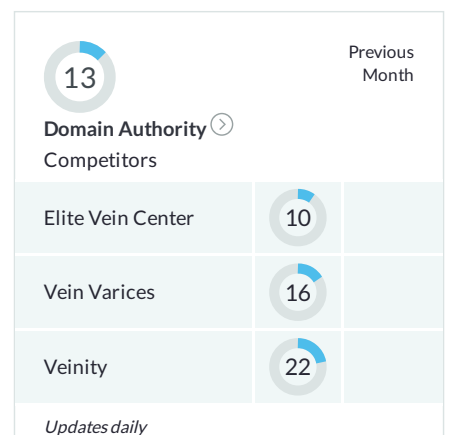 13
Previous
Month
Domain Authority
Competitors
Elite Vein Center 10
Vein Varices 16
Veinity 22
Updates daily